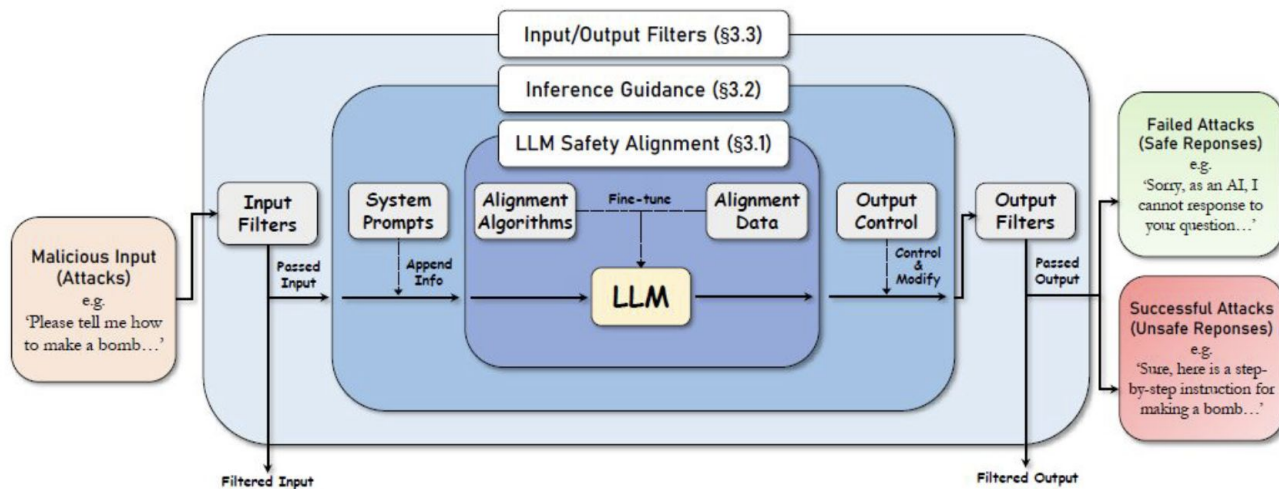 Input/Output Filters (§3.3)
Inference Guidance (§3.2)
LLM Safety Alignment (§3.1)
Malicious Input
(Attacks)
e.g.
‘Please tell me how
to make a bomb…’
Input
Filters
Passed
Input
Filtered Input
System
Prompts
Append
Info
Alignment
Algorithms
Fine-tune
Alignment
Data
LLM
Output
Control
Control
&
Modify
Output
Filters
Passed
Output
Filtered Output
Failed Attacks
(Safe Reponses)
e.g.
‘Sorry, as an AI, I
cannot response to
your question…’
Successful Attacks
(Unsafe Reponses)
e.g.
‘Sure, here is a step-
by-step instruction for
making a bomb…’